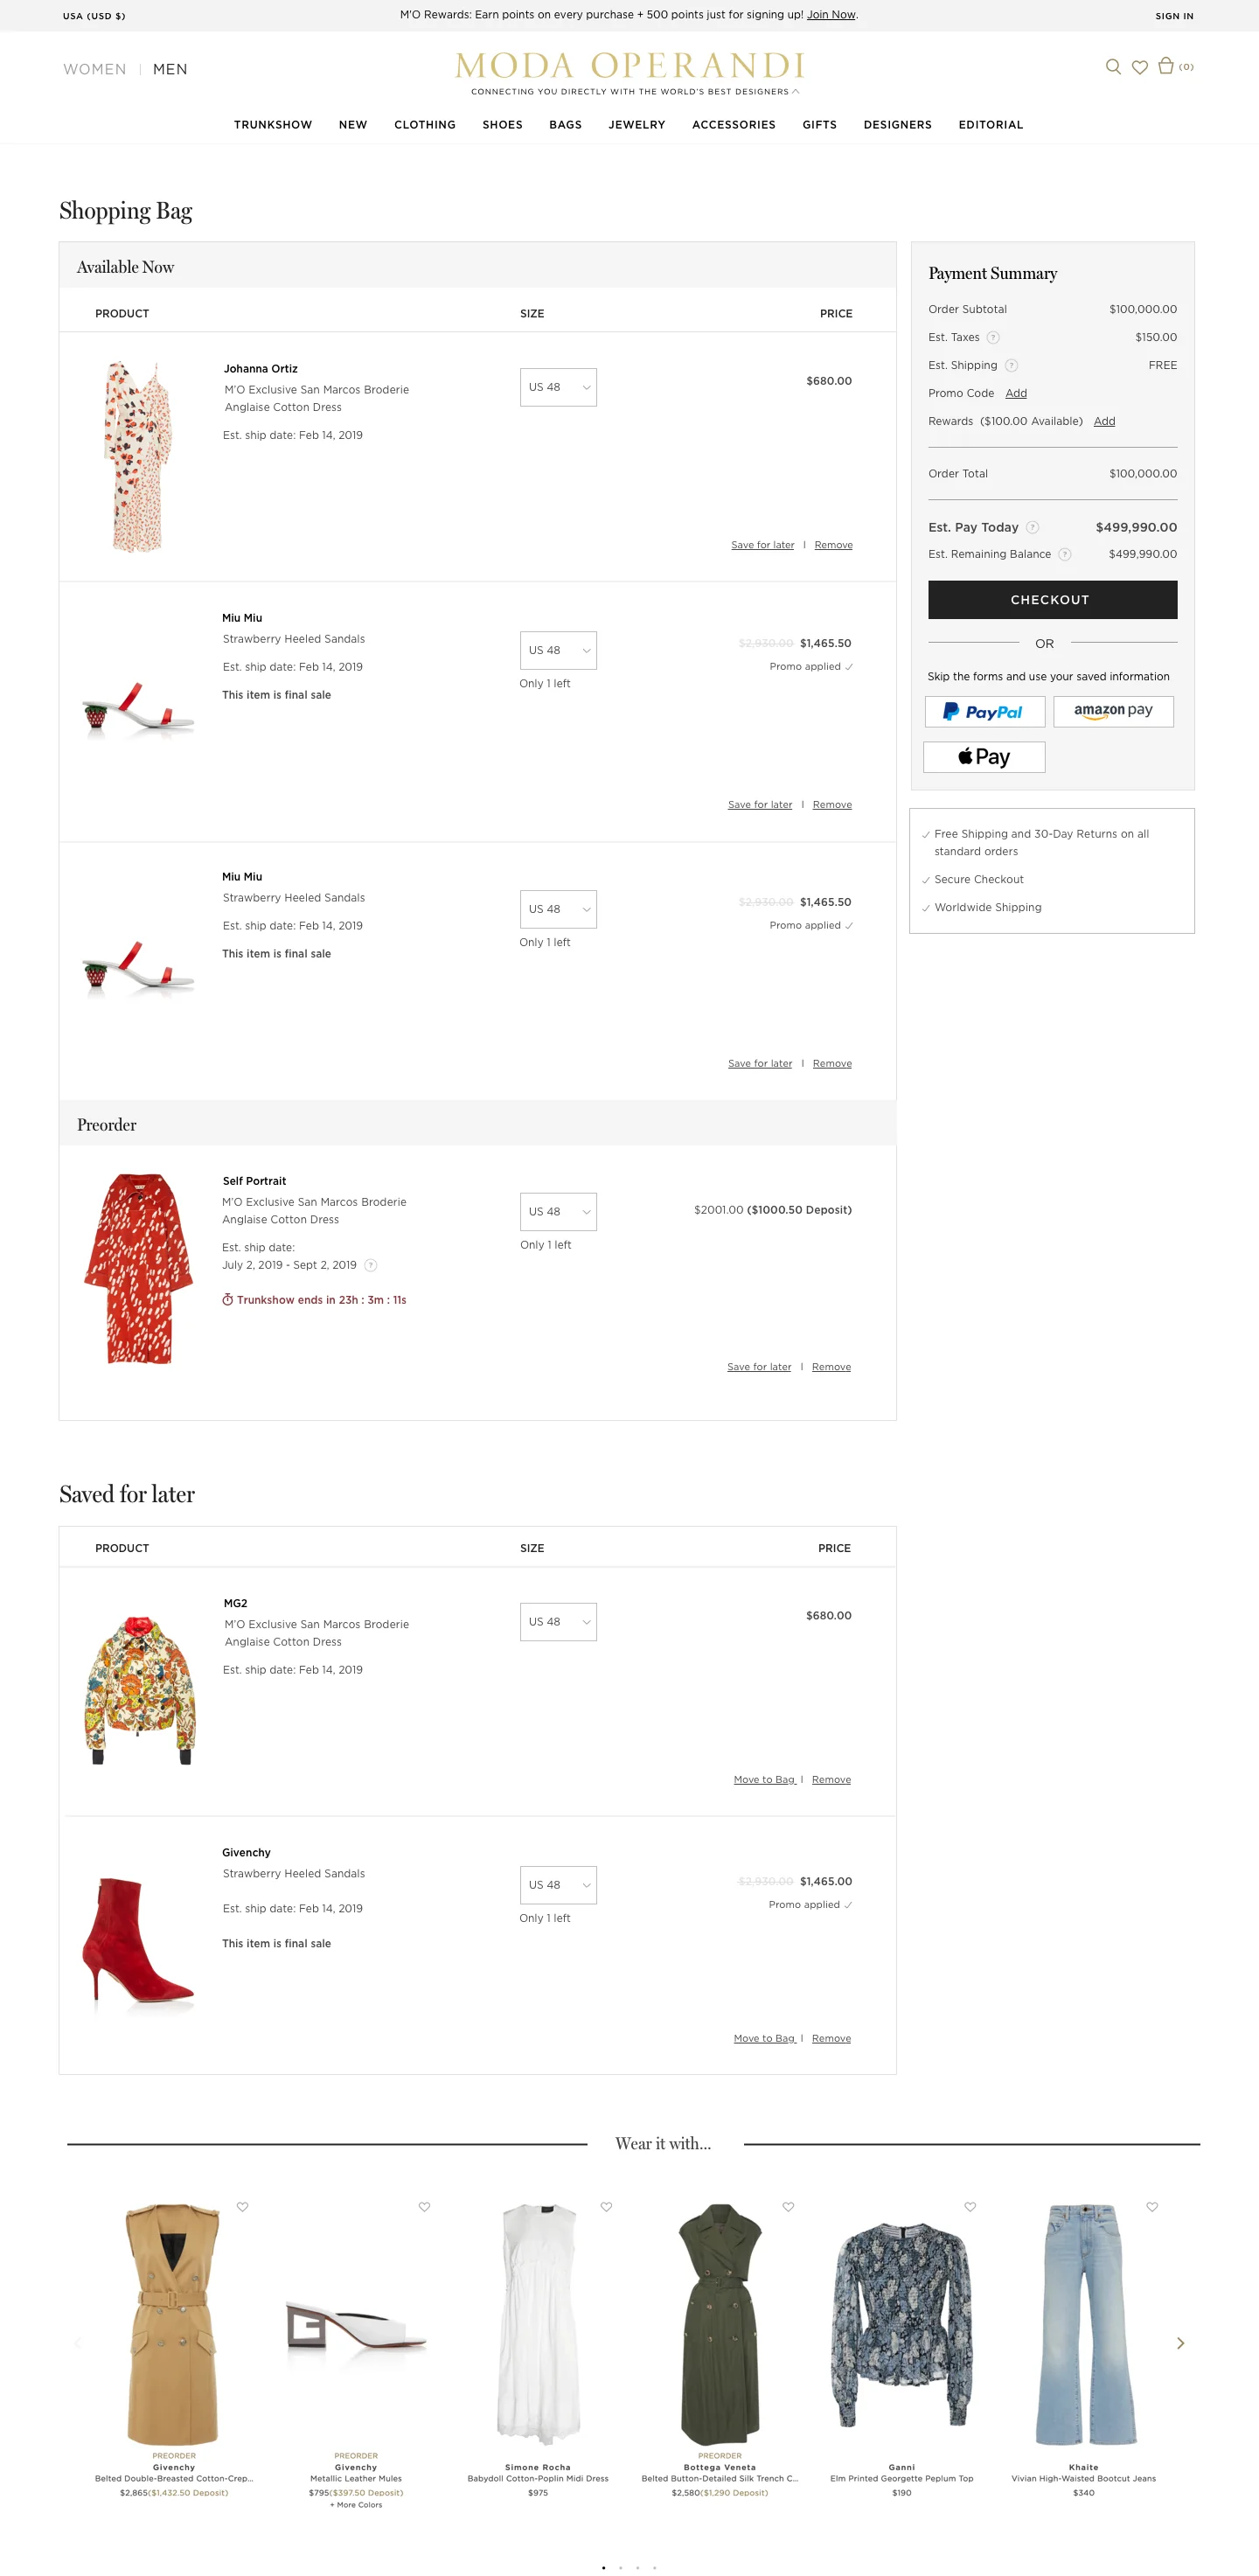 USA (USD $)
M'O Rewards: Earn points on every purchase + 500 points just for signing up! Join Now.
SIGN IN
WOMEN | MEN
MODA OPERANDI
(0)
CONNECTING YOU DIRECTLY WITH THE WORLD'S BEST DESIGNERS
TRUNKSHOW NEW CLOTHING SHOES BAGS JEWELRY ACCESSORIES GIFTS DESIGNERS EDITORIAL
Shopping Bag
Available Now
PRODUCT SIZE PRICE
Johanna Ortiz
M'O Exclusive San Marcos Broderie
Anglaise Cotton Dress
Est. ship date: Feb 14, 2019
US 48
$680.00
Save for later | Remove
Miu Miu
Strawberry Heeled Sandals
Est. ship date: Feb 14, 2019
This item is final sale
US 48
Only 1 left
$2,930.00 $1,465.50
Promo applied
Save for later | Remove
Miu Miu
Strawberry Heeled Sandals
Est. ship date: Feb 14, 2019
This item is final sale
US 48
Only 1 left
$2,930.00 $1,465.50
Promo applied
Save for later | Remove
Preorder
Self Portrait
M'O Exclusive San Marcos Broderie
Anglaise Cotton Dress
Est. ship date:
July 2, 2019 - Sept 2, 2019 ?
Trunkshow ends in 23h : 3m : 11s
US 48
Only 1 left
$2001.00 ($1000.50 Deposit)
Save for later | Remove
Payment Summary
Order Subtotal $100,000.00
Est. Taxes ? $150.00
Est. Shipping ? FREE
Promo Code Add
Rewards ($100.00 Available) Add
Order Total $100,000.00
Est. Pay Today ? $499,990.00
Est. Remaining Balance ? $499,990.00
CHECKOUT
OR
Skip the forms and use your saved information
PayPal
amazon pay
Pay
Free Shipping and 30-Day Returns on all
standard orders
Secure Checkout
Worldwide Shipping
Saved for later
PRODUCT SIZE PRICE
MG2
M'O Exclusive San Marcos Broderie
Anglaise Cotton Dress
Est. ship date: Feb 14, 2019
US 48
$680.00
Move to Bag | Remove
Givenchy
Strawberry Heeled Sandals
Est. ship date: Feb 14, 2019
This item is final sale
US 48
Only 1 left
$2,930.00 $1,465.00
Promo applied
Move to Bag | Remove
Wear it with...
PREORDER
Givenchy
Belted Double-Breasted Cotton-Crep...
$2,865($1,432.50 Deposit)
PREORDER
Givenchy
Metallic Leather Mules
$795($397.50 Deposit)
+ More Colors
Simone Rocha
Babydoll Cotton-Poplin Midi Dress
$975
PREORDER
Bottega Veneta
Belted Button-Detailed Silk Trench C...
$2,580($1,290 Deposit)
Ganni
Elm Printed Georgette Peplum Top
$190
Khaite
Vivian High-Waisted Bootcut Jeans
$340